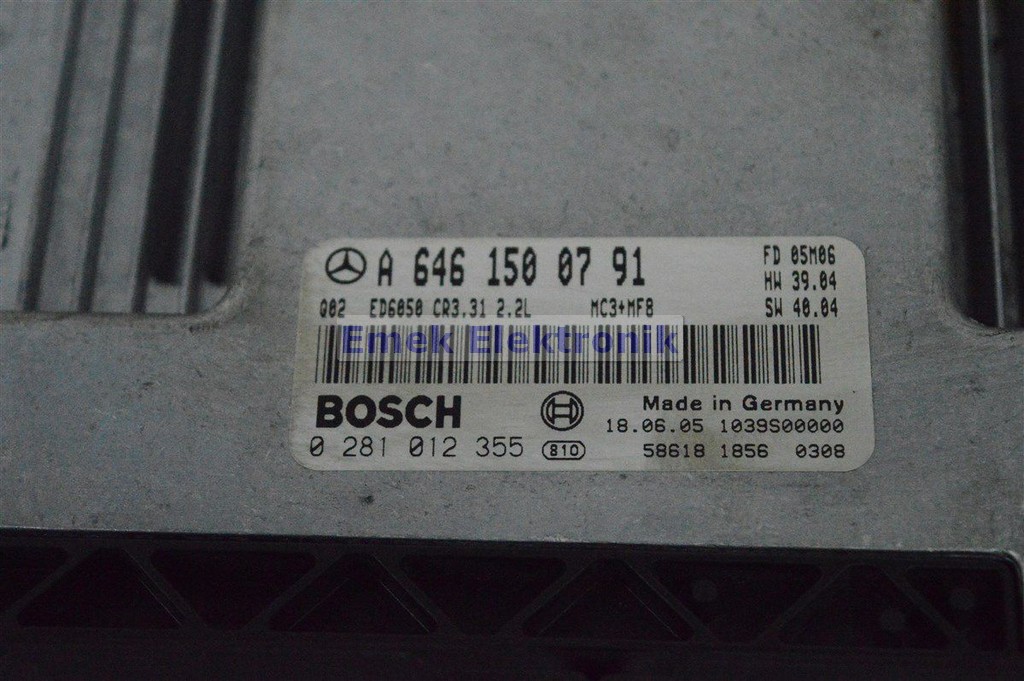 A 646 150 07 91
FD 05M06
HW 39.04
SW 40.04
Q02 ED6050 CR3.31 2.2L MC3+MF8
Emek Elektronik
BOSCH
Made in Germany
18.06.05 1039S00000
0 281 012 355 810
58618 1856 0308